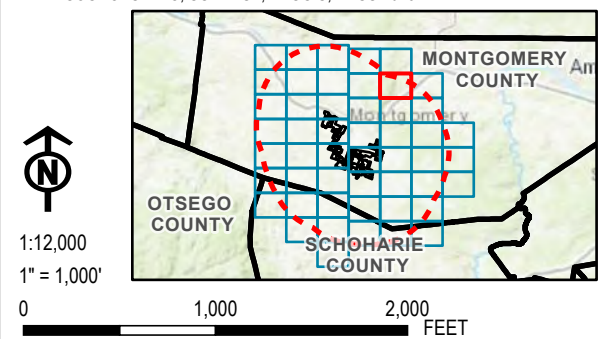 MONTGOMERY
COUNTY
Am
Montgomery
N
OTSEGO
COUNTY
SCHOHARIE
COUNTY
1:12,000
1" = 1,000'
0 1,000 2,000
FEET